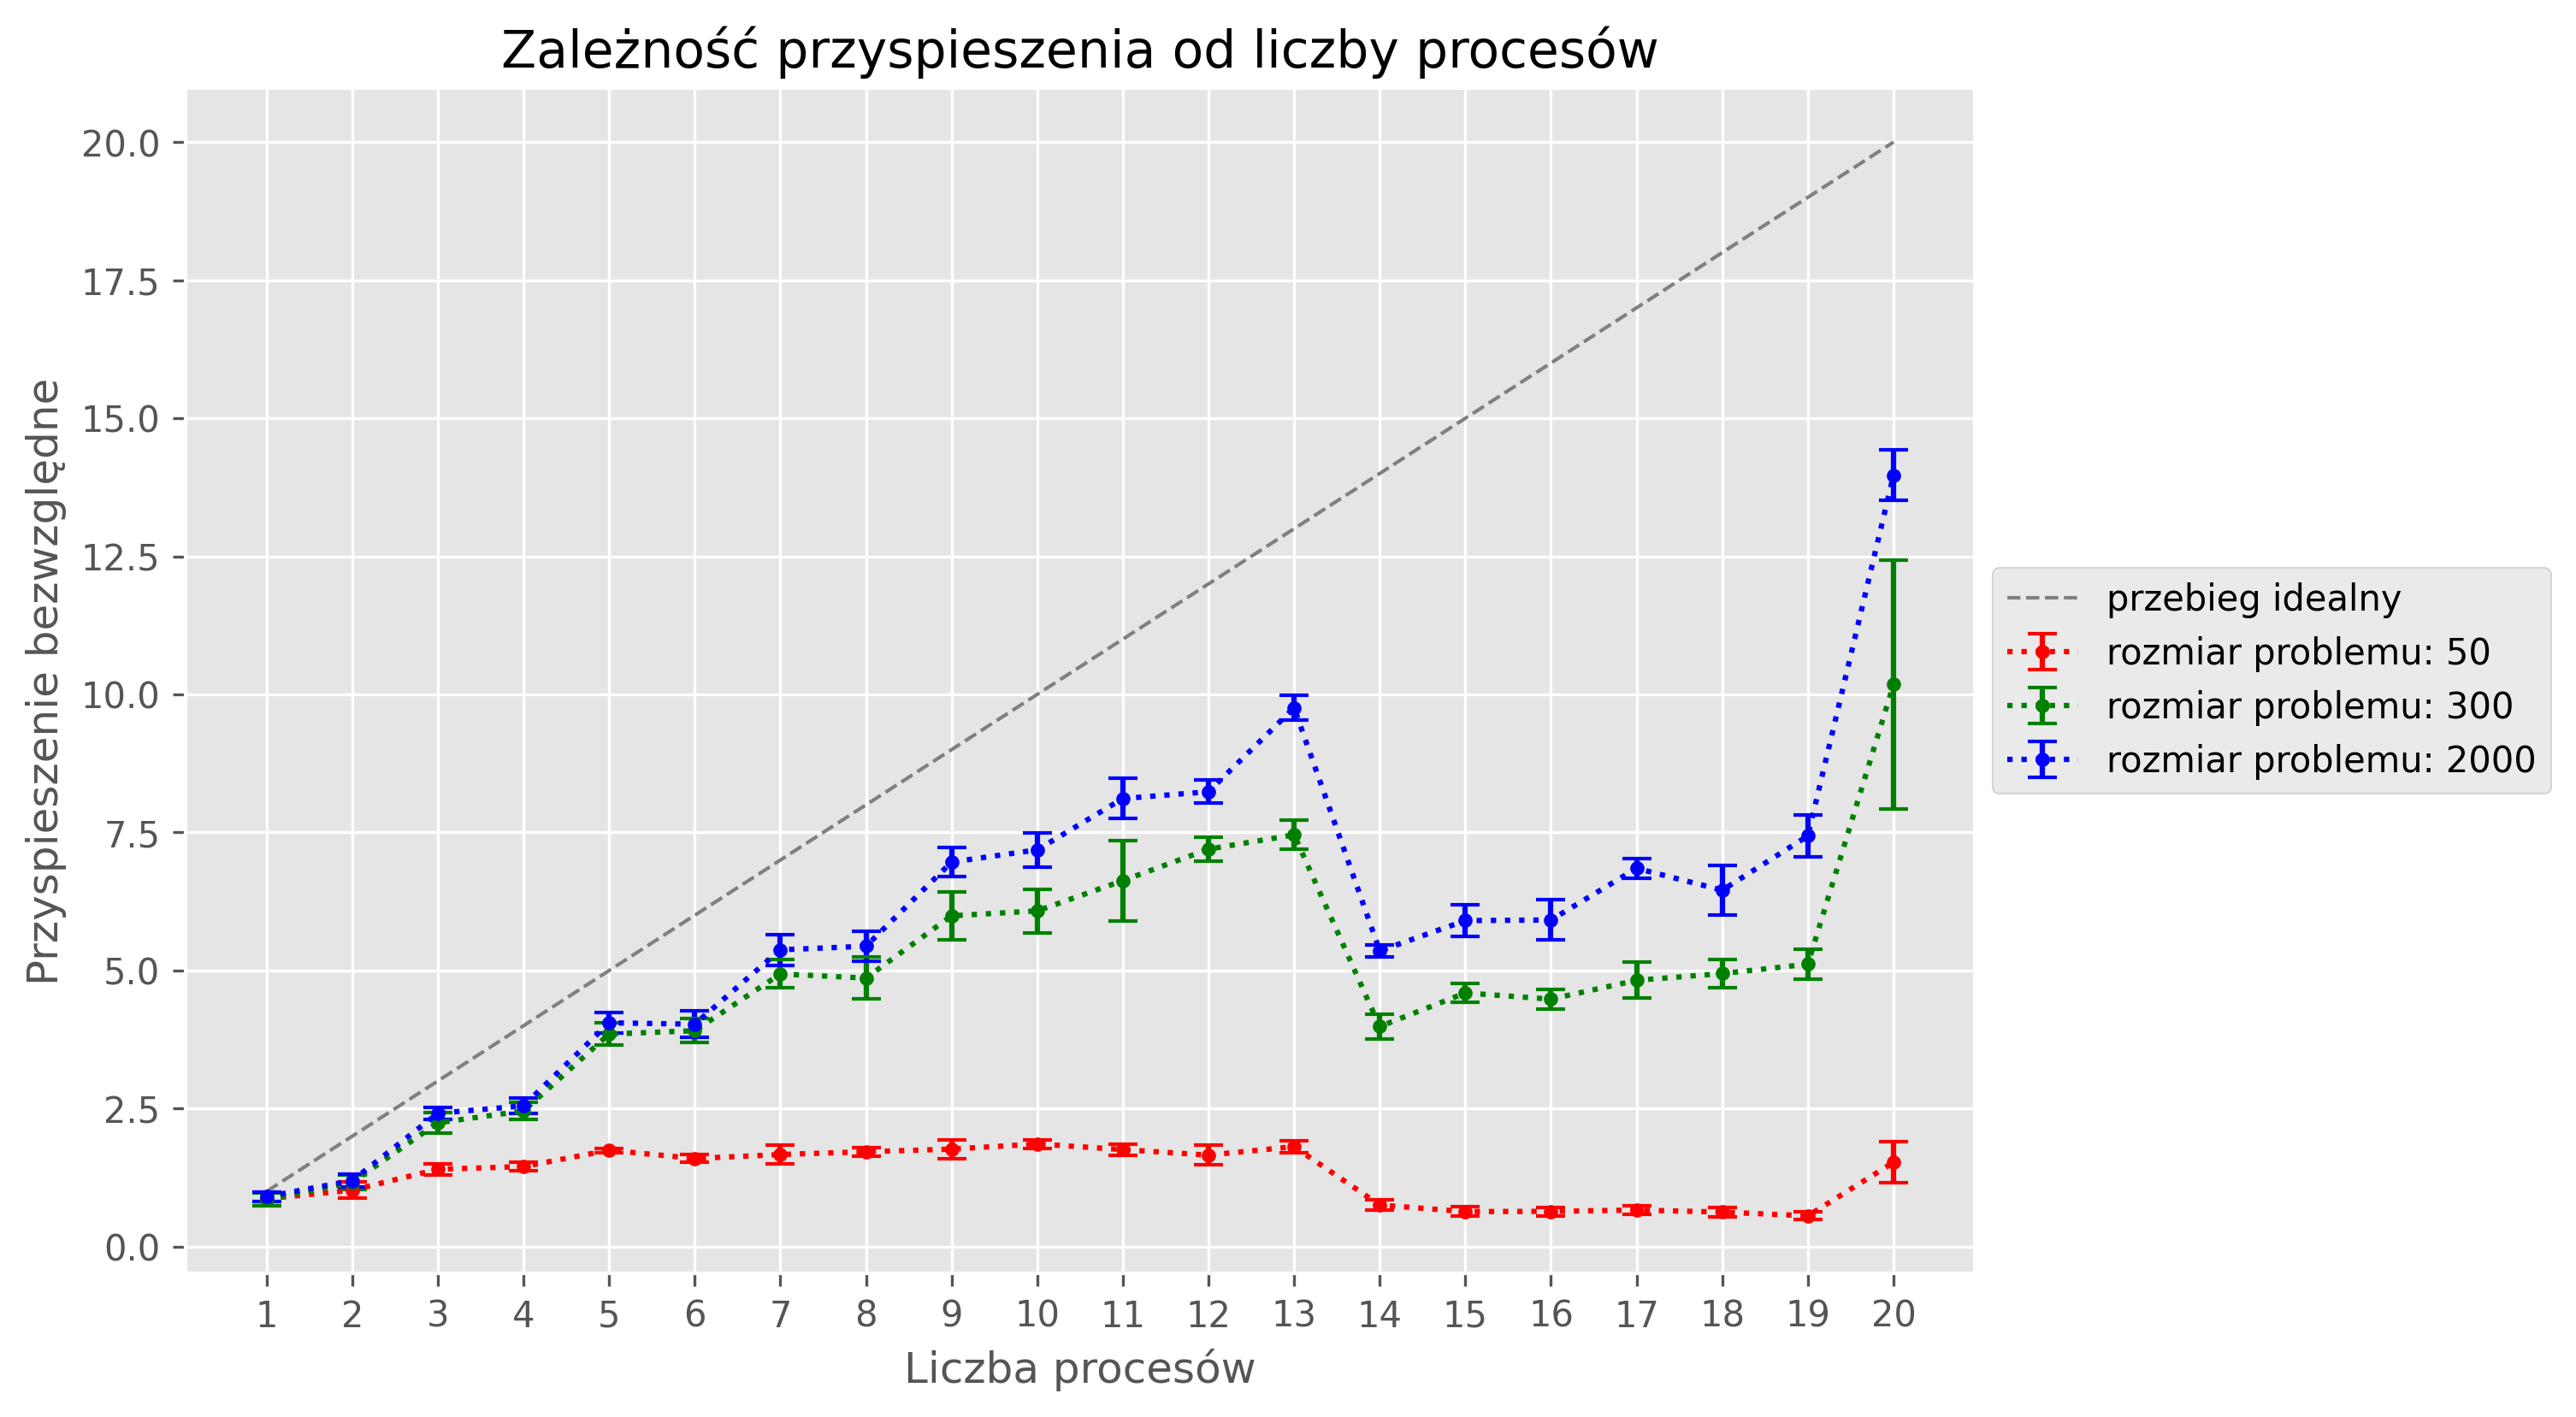 Zależność przyspieszenia od liczby procesów
Przyspieszenie bezwzględne
20.0
17.5
15.0
12.5
10.0
7.5
5.0
2.5
0.0
1 2 3 4 5 6 7 8 9 10 11 12 13 14 15 16 17 18 19 20
Liczba procesów
przebieg idealny
rozmiar problemu: 50
rozmiar problemu: 300
rozmiar problemu: 2000